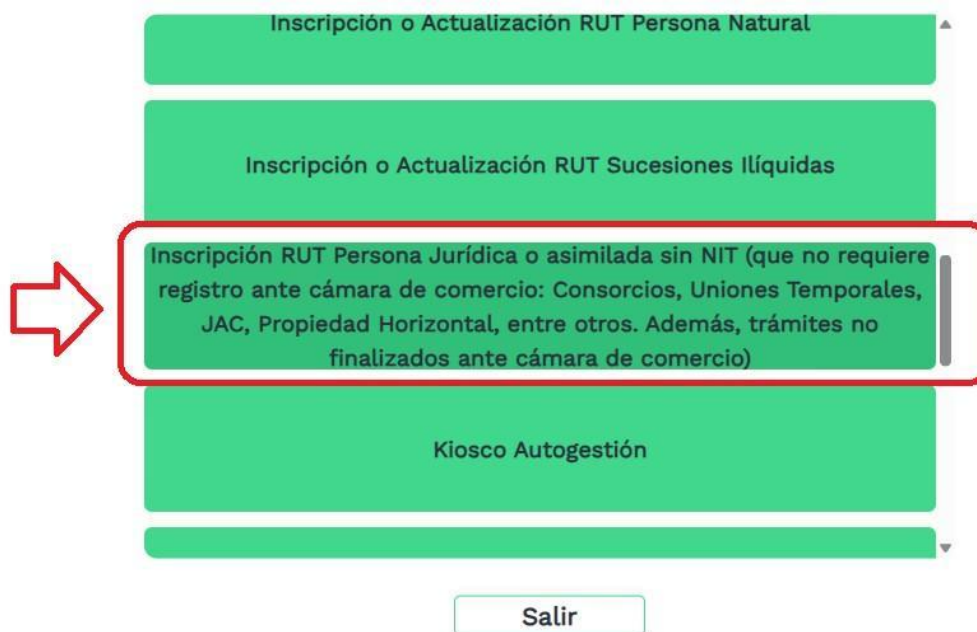 Inscripción o Actualización RUT Persona Natural
Inscripción o Actualización RUT Sucesiones Ilíquidas
Inscripción RUT Persona Jurídica o asimilada sin NIT (que no requiere
registro ante cámara de comercio: Consorcios, Uniones Temporales,
JAC, Propiedad Horizontal, entre otros. Además, trámites no
finalizados ante cámara de comercio)
Kiosco Autogestión
Salir